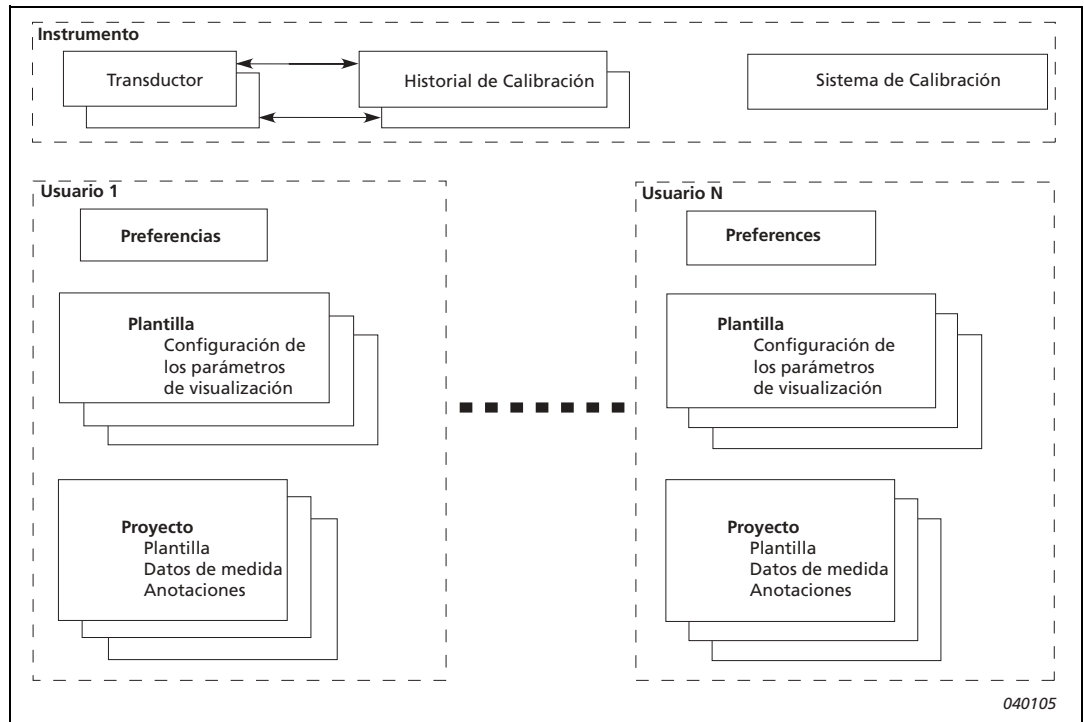 Instrumento
Transductor
Historial de Calibración
Sistema de Calibración
Usuario 1
Preferencias
Plantilla
Configuración de
los parámetros
de visualización
Proyecto
Plantilla
Datos de medida
Anotaciones
Usuario N
Preferences
Plantilla
Configuración de
los parámetros
de visualización
Proyecto
Plantilla
Datos de medida
Anotaciones
040105